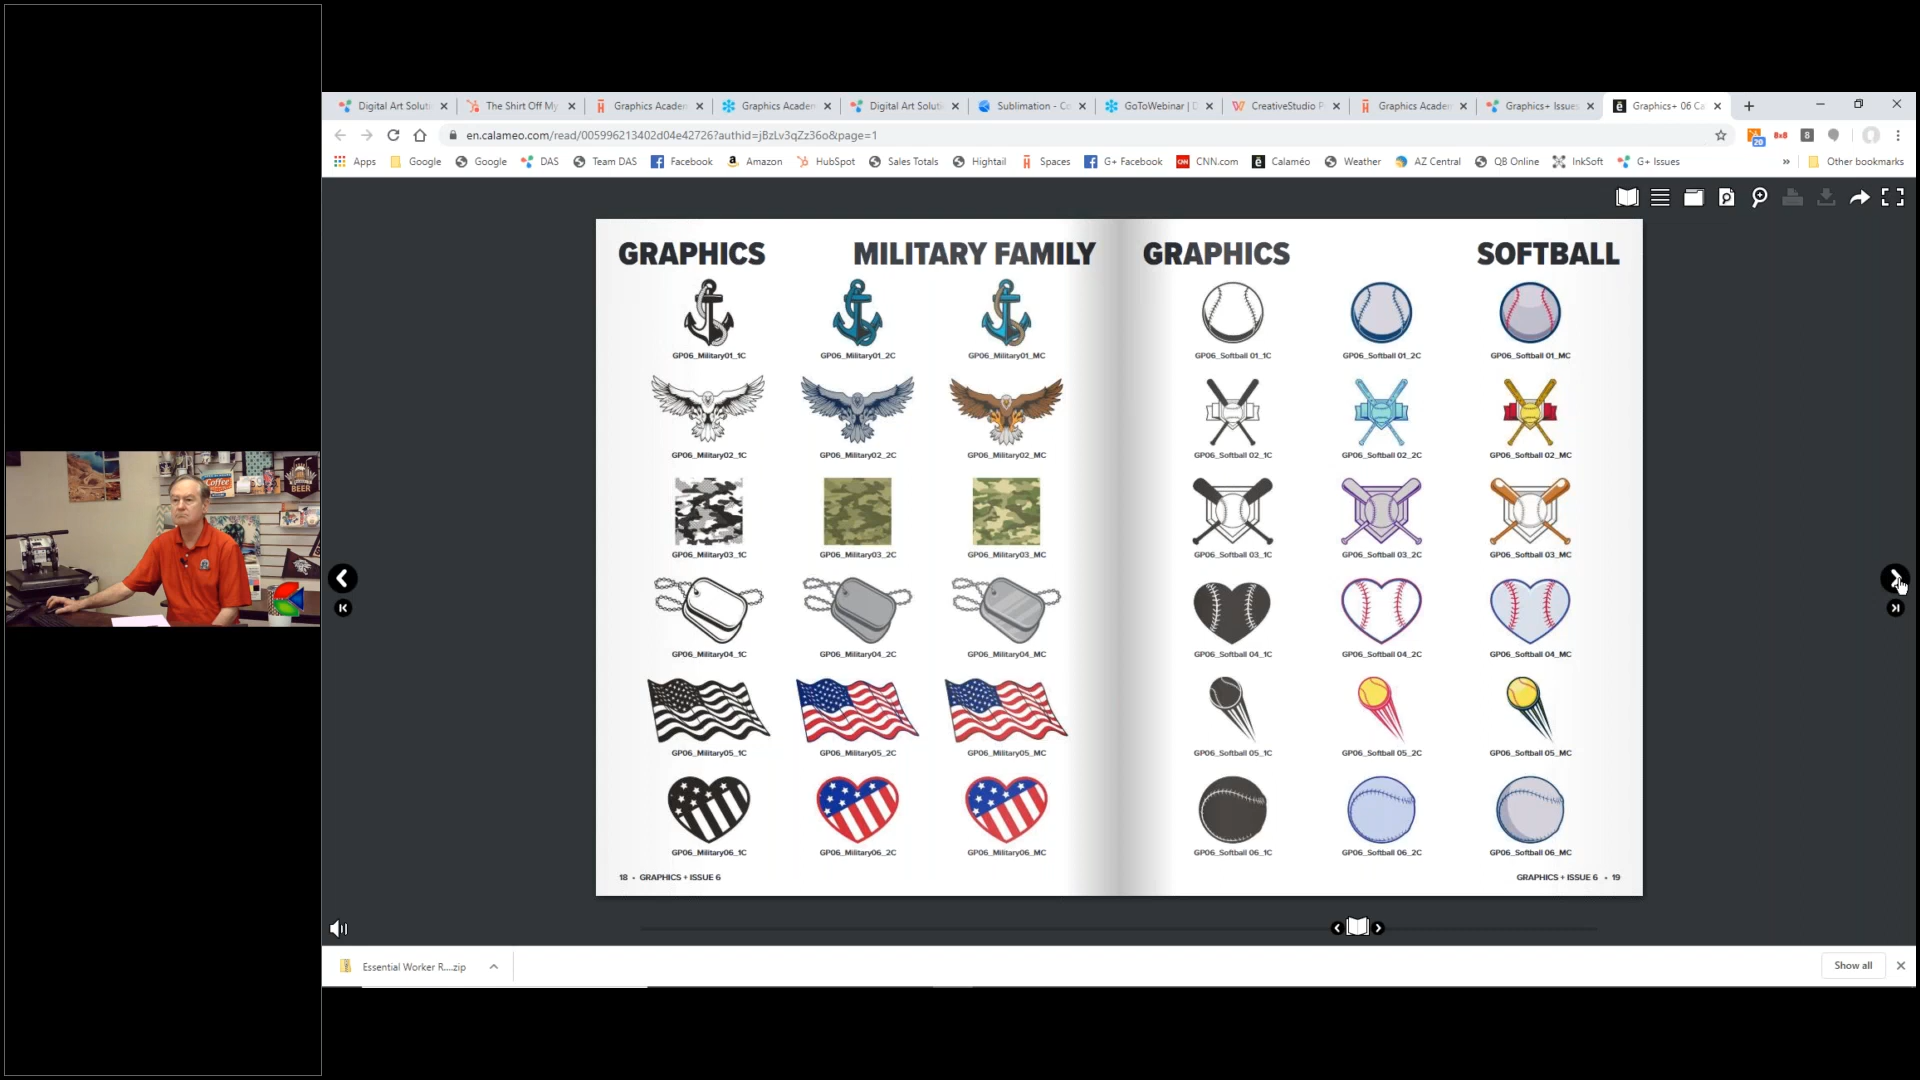 Digital Art Soluti
The Shirt Off My
Graphics Academ
Graphics Academ
Digital Art Soluti
Sublimation - Co
GoToWebinar | D
CreativeStudio P
Graphics Academ
Graphics+ Issues
Graphics+ 06 Ca
en.calameo.com/read/005996213402d04e42726?authid=jBzLv3qZz36o&page=1
20
8x8
8
Apps
Google
Google
DAS
Team DAS
Facebook
Amazon
HubSpot
Sales Totals
Hightail
Spaces
G+ Facebook
CNN.com
Calaméo
Weather
AZ Central
QB Online
InkSoft
G+ Issues
»
Other bookmarks
GRAPHICS MILITARY FAMILY
GP06_Military01_1C GP06_Military01_2C GP06_Military01_MC
GP06_Military02_1C GP06_Military02_2C GP06_Military02_MC
GP06_Military03_1C GP06_Military03_2C GP06_Military03_MC
GP06_Military04_1C GP06_Military04_2C GP06_Military04_MC
GP06_Military05_1C GP06_Military05_2C GP06_Military05_MC
GP06_Military06_1C GP06_Military06_2C GP06_Military06_MC
18 • GRAPHICS + ISSUE 6
GRAPHICS SOFTBALL
GP06_Softball 01_1C GP06_Softball 01_2C GP06_Softball 01_MC
GP06_Softball 02_1C GP06_Softball 02_2C GP06_Softball 02_MC
GP06_Softball 03_1C GP06_Softball 03_2C GP06_Softball 03_MC
GP06_Softball 04_1C GP06_Softball 04_2C GP06_Softball 04_MC
GP06_Softball 05_1C GP06_Softball 05_2C GP06_Softball 05_MC
GP06_Softball 06_1C GP06_Softball 06_2C GP06_Softball 06_MC
GRAPHICS + ISSUE 6 • 19
Coffee
BEER
Essential Worker R....zip
Show all